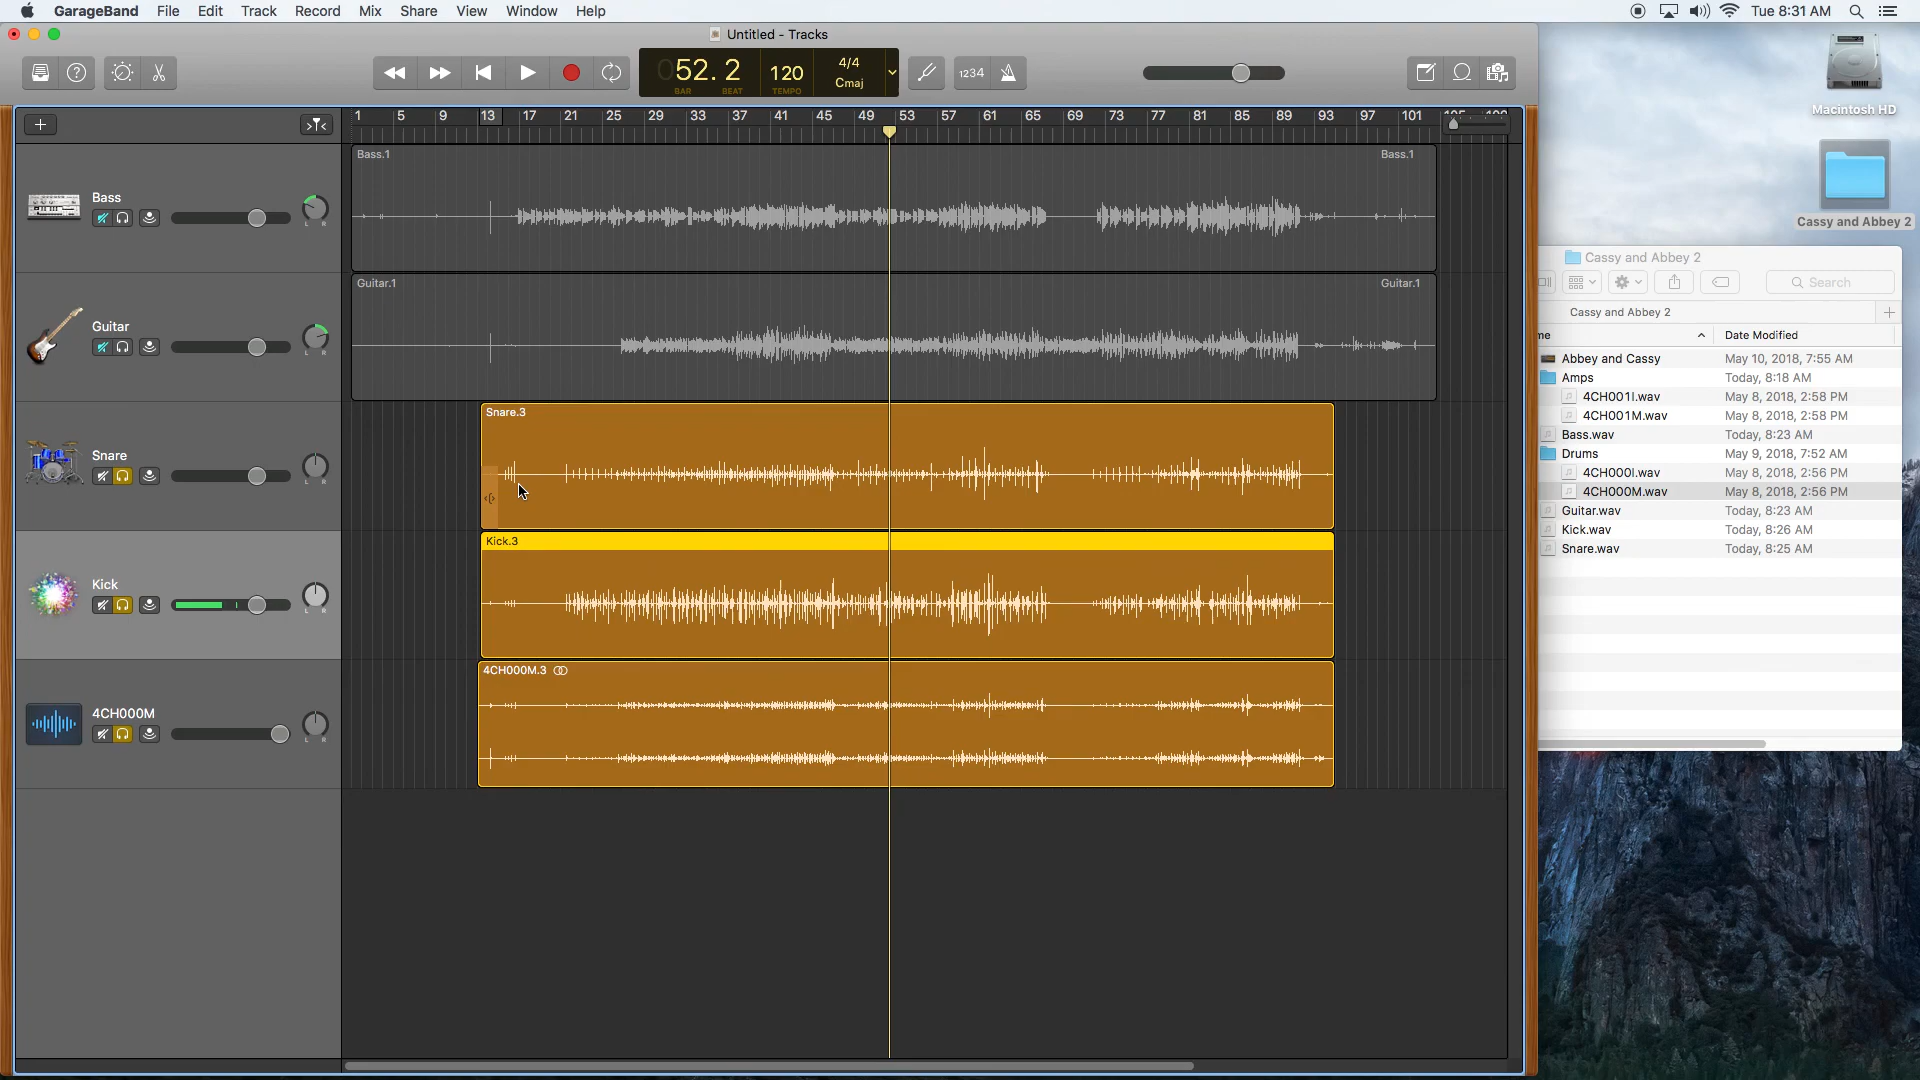 GarageBand File Edit Track Record Mix Share View Window Help
Tue 8:31 AM
Untitled - Tracks
052. 2
BAR BEAT
120
TEMPO
4/4
Cmaj
1234
1 5 9 13 17 21 25 29 33 37 41 45 49 53 57 61 65 69 73 77 81 85 89 93 97 101 105
Bass
L R
Bass.1 Bass.1
Guitar
L R
Guitar.1 Guitar.1
Snare
L R
Snare.3
Kick
L R
Kick.3
4CH000M
L R
4CH000M.3
Macintosh HD
Cassy and Abbey 2
Cassy and Abbey 2
Search
Cassy and Abbey 2
me Date Modified
Abbey and Cassy May 10, 2018, 7:55 AM
Amps Today, 8:18 AM
4CH001I.wav May 8, 2018, 2:58 PM
4CH001M.wav May 8, 2018, 2:58 PM
Bass.wav Today, 8:23 AM
Drums May 9, 2018, 7:52 AM
4CH000I.wav May 8, 2018, 2:56 PM
4CH000M.wav May 8, 2018, 2:56 PM
Guitar.wav Today, 8:23 AM
Kick.wav Today, 8:26 AM
Snare.wav Today, 8:25 AM